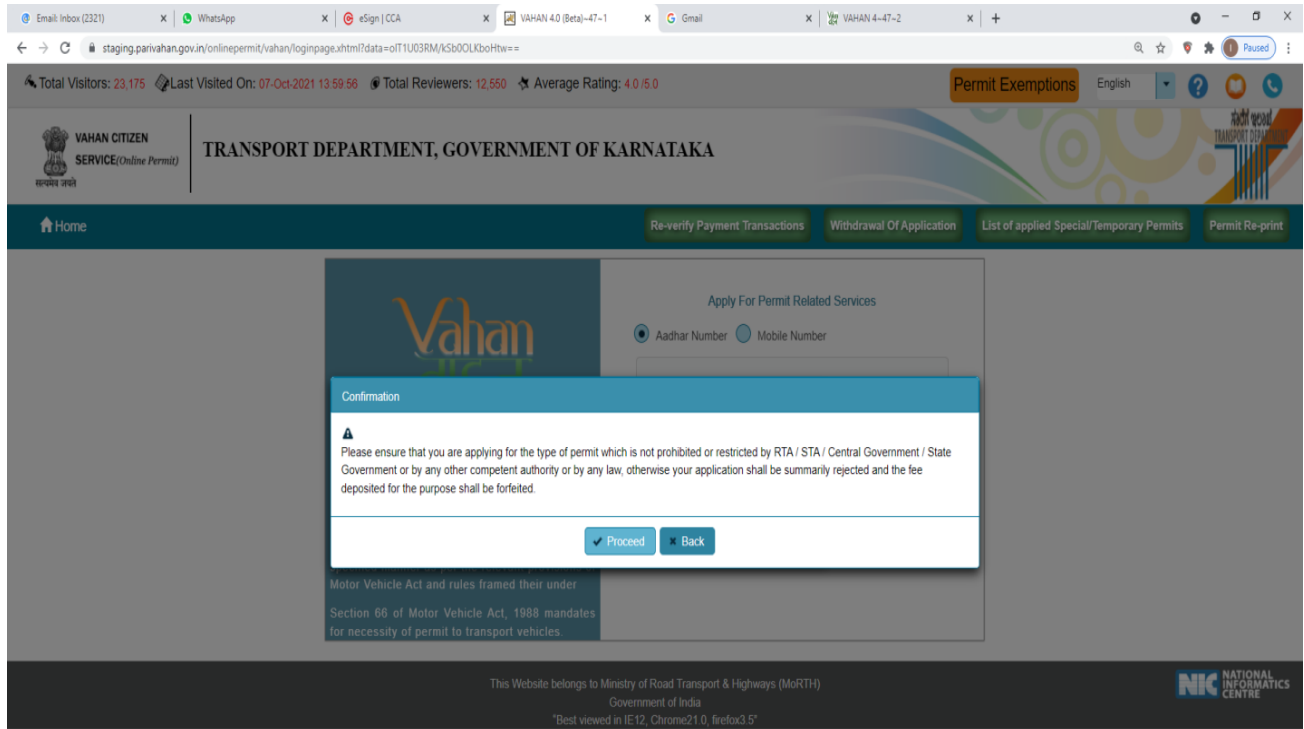 Email: Inbox (2321)
WhatsApp
eSign | CCA
VAHAN 4.0 (Beta)~47~1
Gmail
VAHAN 4~47~2
staging.parivahan.gov.in/onlinepermit/vahan/loginpage.xhtml?data=olT1U03RM/kSb0OLKboHtw==
Paused
Total Visitors: 23,175 Last Visited On: 07-Oct-2021 13:59:56 Total Reviewers: 12,550 Average Rating: 4.0 /5.0
Permit Exemptions
English
VAHAN CITIZEN
SERVICE(Online Permit)
सत्यमेव जयते
TRANSPORT DEPARTMENT, GOVERNMENT OF KARNATAKA
Home
Re-verify Payment Transactions
Withdrawal Of Application
List of applied Special/Temporary Permits
Permit Re-print
Vahan
Apply For Permit Related Services
Aadhar Number
Mobile Number
Confirmation
Please ensure that you are applying for the type of permit which is not prohibited or restricted by RTA / STA / Central Government / State
Government or by any other competent authority or by any law, otherwise your application shall be summarily rejected and the fee
deposited for the purpose shall be forfeited.
Proceed
Back
Motor Vehicle Act and rules framed their under
Section 66 of Motor Vehicle Act, 1988 mandates
for necessity of permit to transport vehicles.
This Website belongs to Ministry of Road Transport & Highways (MoRTH)
Government of India
"Best viewed in IE12, Chrome21.0, firefox3.5"
NIC NATIONAL
INFORMATICS
CENTRE